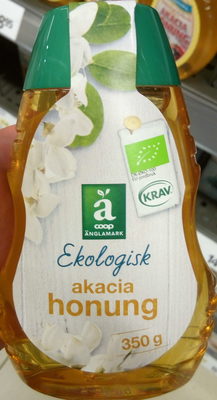 KRAV
ä
coop
ÄNGLAMARK
Ekologisk
akacia
honung
350 g